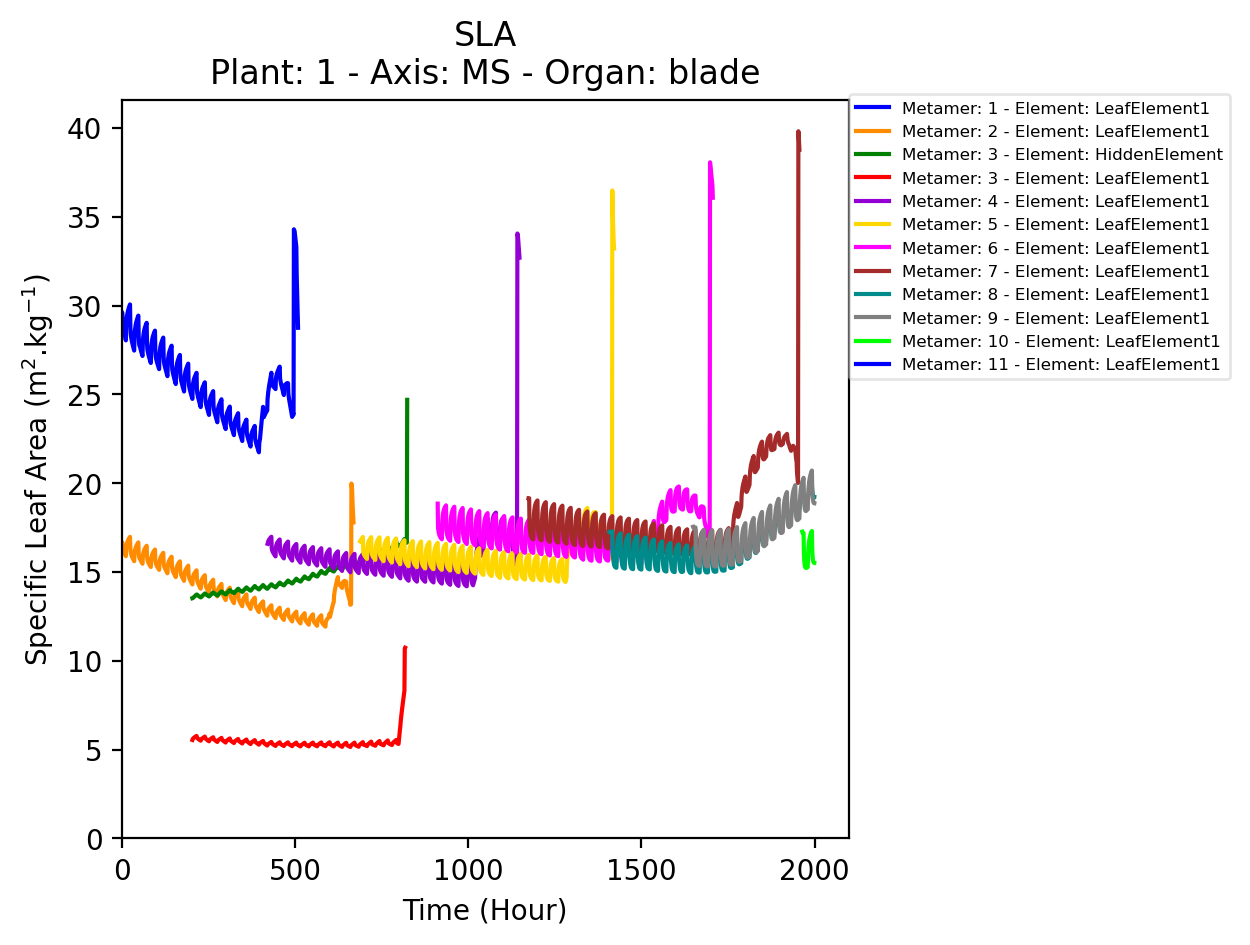 SLA
Plant: 1 - Axis: MS - Organ: blade
Specific Leaf Area (m².kg⁻¹)
40
35
30
25
20
15
10
5
0
0 500 1000 1500 2000
Time (Hour)
Metamer: 1 - Element: LeafElement1
Metamer: 2 - Element: LeafElement1
Metamer: 3 - Element: HiddenElement
Metamer: 3 - Element: LeafElement1
Metamer: 4 - Element: LeafElement1
Metamer: 5 - Element: LeafElement1
Metamer: 6 - Element: LeafElement1
Metamer: 7 - Element: LeafElement1
Metamer: 8 - Element: LeafElement1
Metamer: 9 - Element: LeafElement1
Metamer: 10 - Element: LeafElement1
Metamer: 11 - Element: LeafElement1